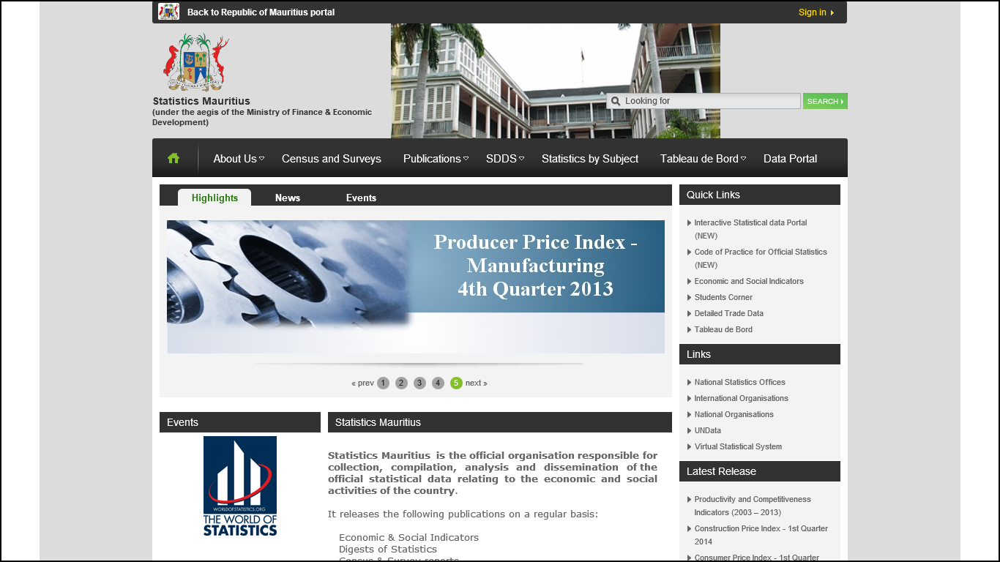 Back to Republic of Mauritius portal
Sign in
Statistics Mauritius
(under the aegis of the Ministry of Finance & Economic
Development)
Looking for
SEARCH
About Us
Census and Surveys
Publications
SDDS
Statistics by Subject
Tableau de Bord
Data Portal
Highlights
News
Events
Producer Price Index -
Manufacturing
4th Quarter 2013
« prev 1 2 3 4 5 next »
Events
WORLDOFSTATISTICS.ORG
THE WORLD OF
STATISTICS
Statistics Mauritius
Statistics Mauritius is the official organisation responsible for
collection, compilation, analysis and dissemination of the
official statistical data relating to the economic and social
activities of the country.
It releases the following publications on a regular basis:
Economic & Social Indicators
Digests of Statistics
Census & Survey reports
Quick Links
Interactive Statistical data Portal
(NEW)
Code of Practice for Official Statistics
(NEW)
Economic and Social Indicators
Students Corner
Detailed Trade Data
Tableau de Bord
Links
National Statistics Offices
International Organisations
National Organisations
UNData
Virtual Statistical System
Latest Release
Productivity and Competitiveness
Indicators (2003 – 2013)
Construction Price Index - 1st Quarter
2014
Consumer Price Index - 1st Quarter